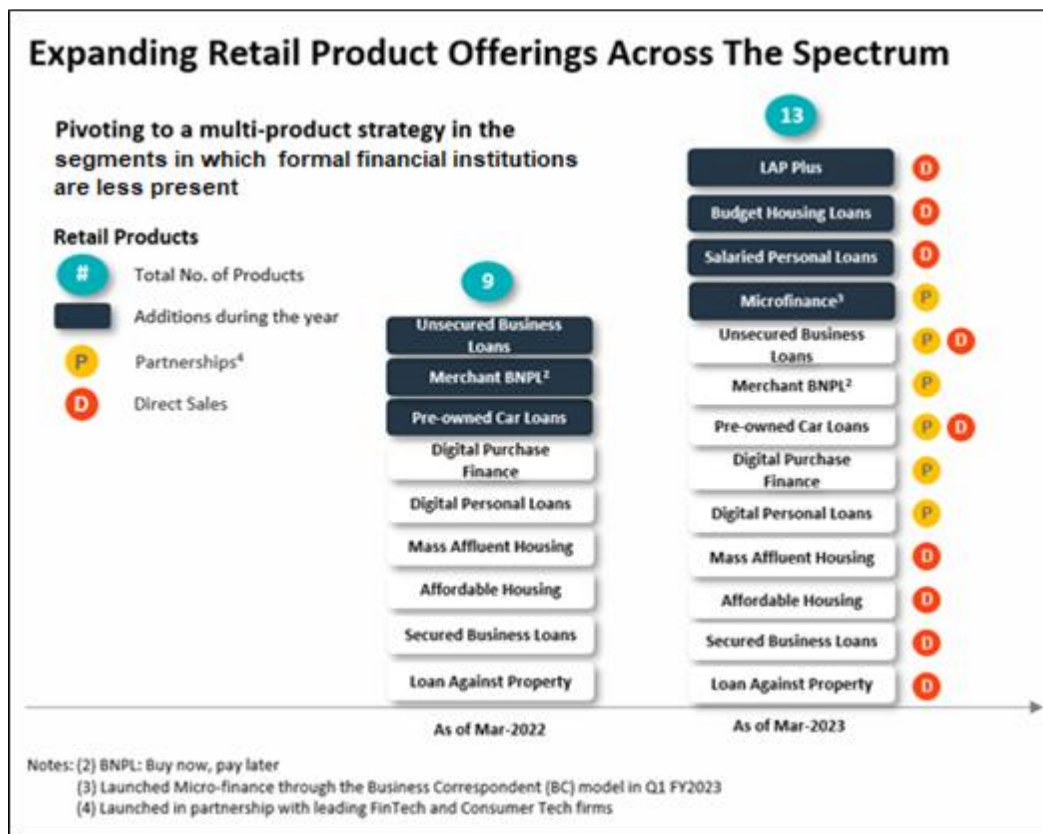 Expanding Retail Product Offerings Across The Spectrum
Pivoting to a multi-product strategy in the
segments in which formal financial institutions
are less present
Retail Products
# Total No. of Products
Additions during the year
P Partnerships⁴
D Direct Sales
9
Unsecured Business
Loans
Merchant BNPL²
Pre-owned Car Loans
Digital Purchase
Finance
Digital Personal Loans
Mass Affluent Housing
Affordable Housing
Secured Business Loans
Loan Against Property
As of Mar-2022
13
LAP Plus D
Budget Housing Loans D
Salaried Personal Loans D
Microfinance³ P
Unsecured Business
Loans P D
Merchant BNPL² P
Pre-owned Car Loans P D
Digital Purchase
Finance P
Digital Personal Loans P
Mass Affluent Housing D
Affordable Housing D
Secured Business Loans D
Loan Against Property D
As of Mar-2023
Notes: (2) BNPL: Buy now, pay later
(3) Launched Micro-finance through the Business Correspondent (BC) model in Q1 FY2023
(4) Launched in partnership with leading FinTech and Consumer Tech firms